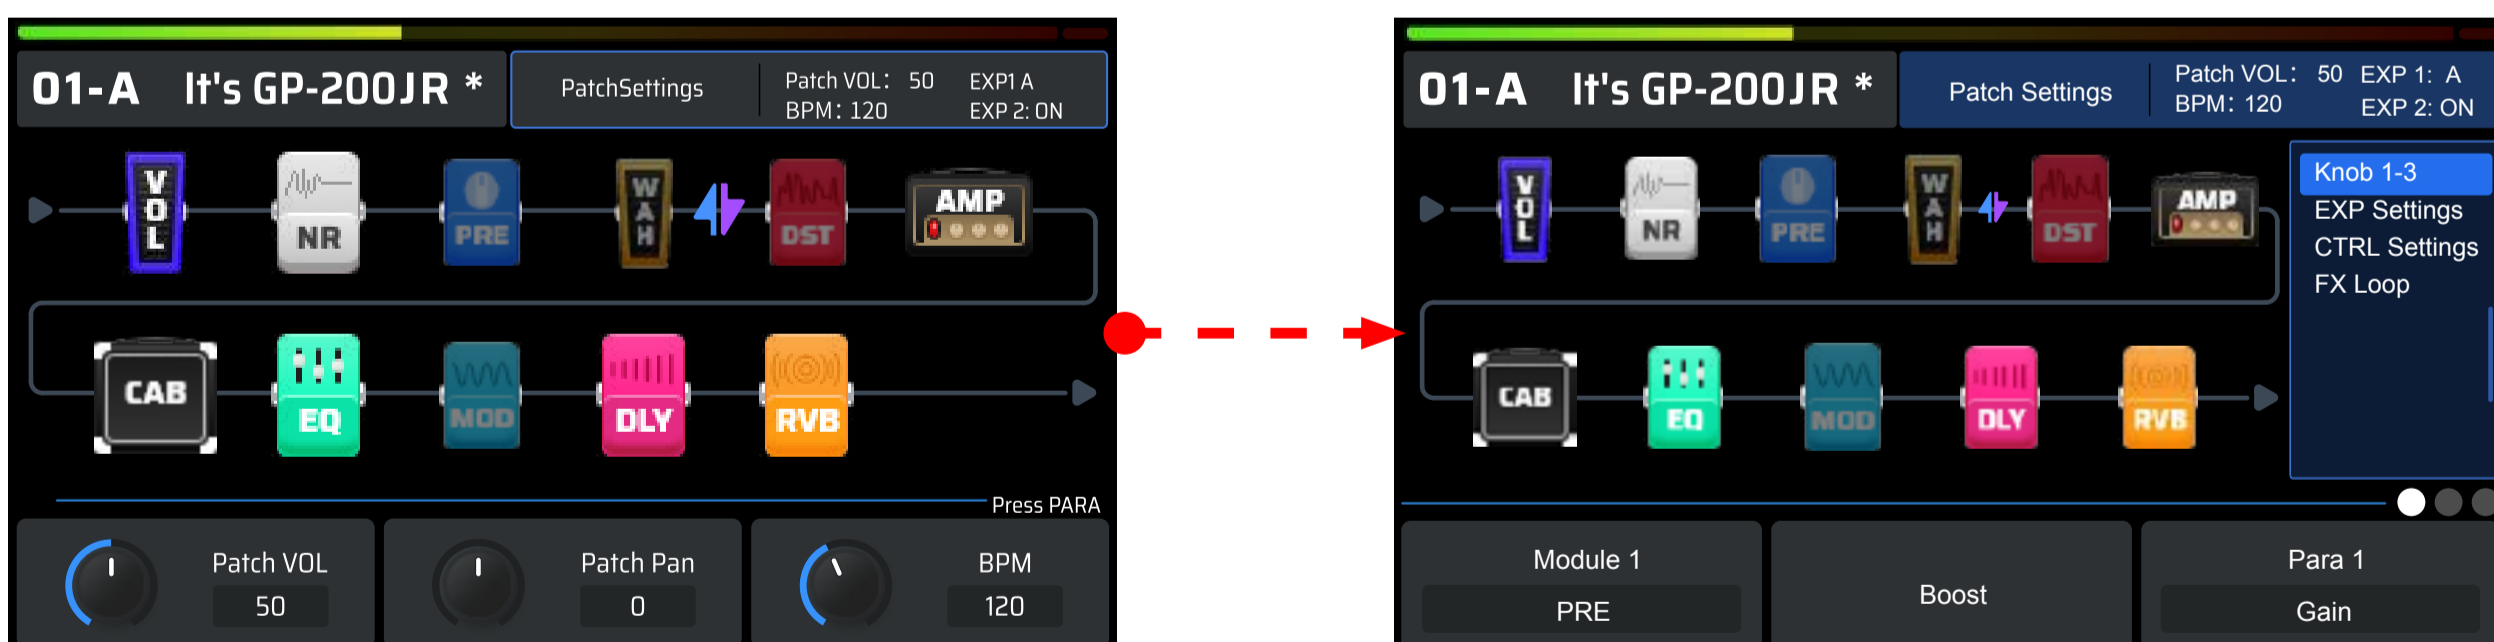 01-A It's GP-200JR *
PatchSettings
Patch VOL: 50 EXP1 A
BPM: 120 EXP 2: ON
VOL
NR
PRE
WAH
DST
AMP
CAB
EQ
MOD
DLY
RVB
Press PARA
Patch VOL
50
Patch Pan
0
BPM
120
01-A It's GP-200JR *
Patch Settings
Patch VOL: 50 EXP 1: A
BPM: 120 EXP 2: ON
VOL
NR
PRE
WAH
DST
AMP
Knob 1-3
EXP Settings
CTRL Settings
FX Loop
CAB
EQ
MOD
DLY
RVB
Module 1
PRE
Boost
Para 1
Gain